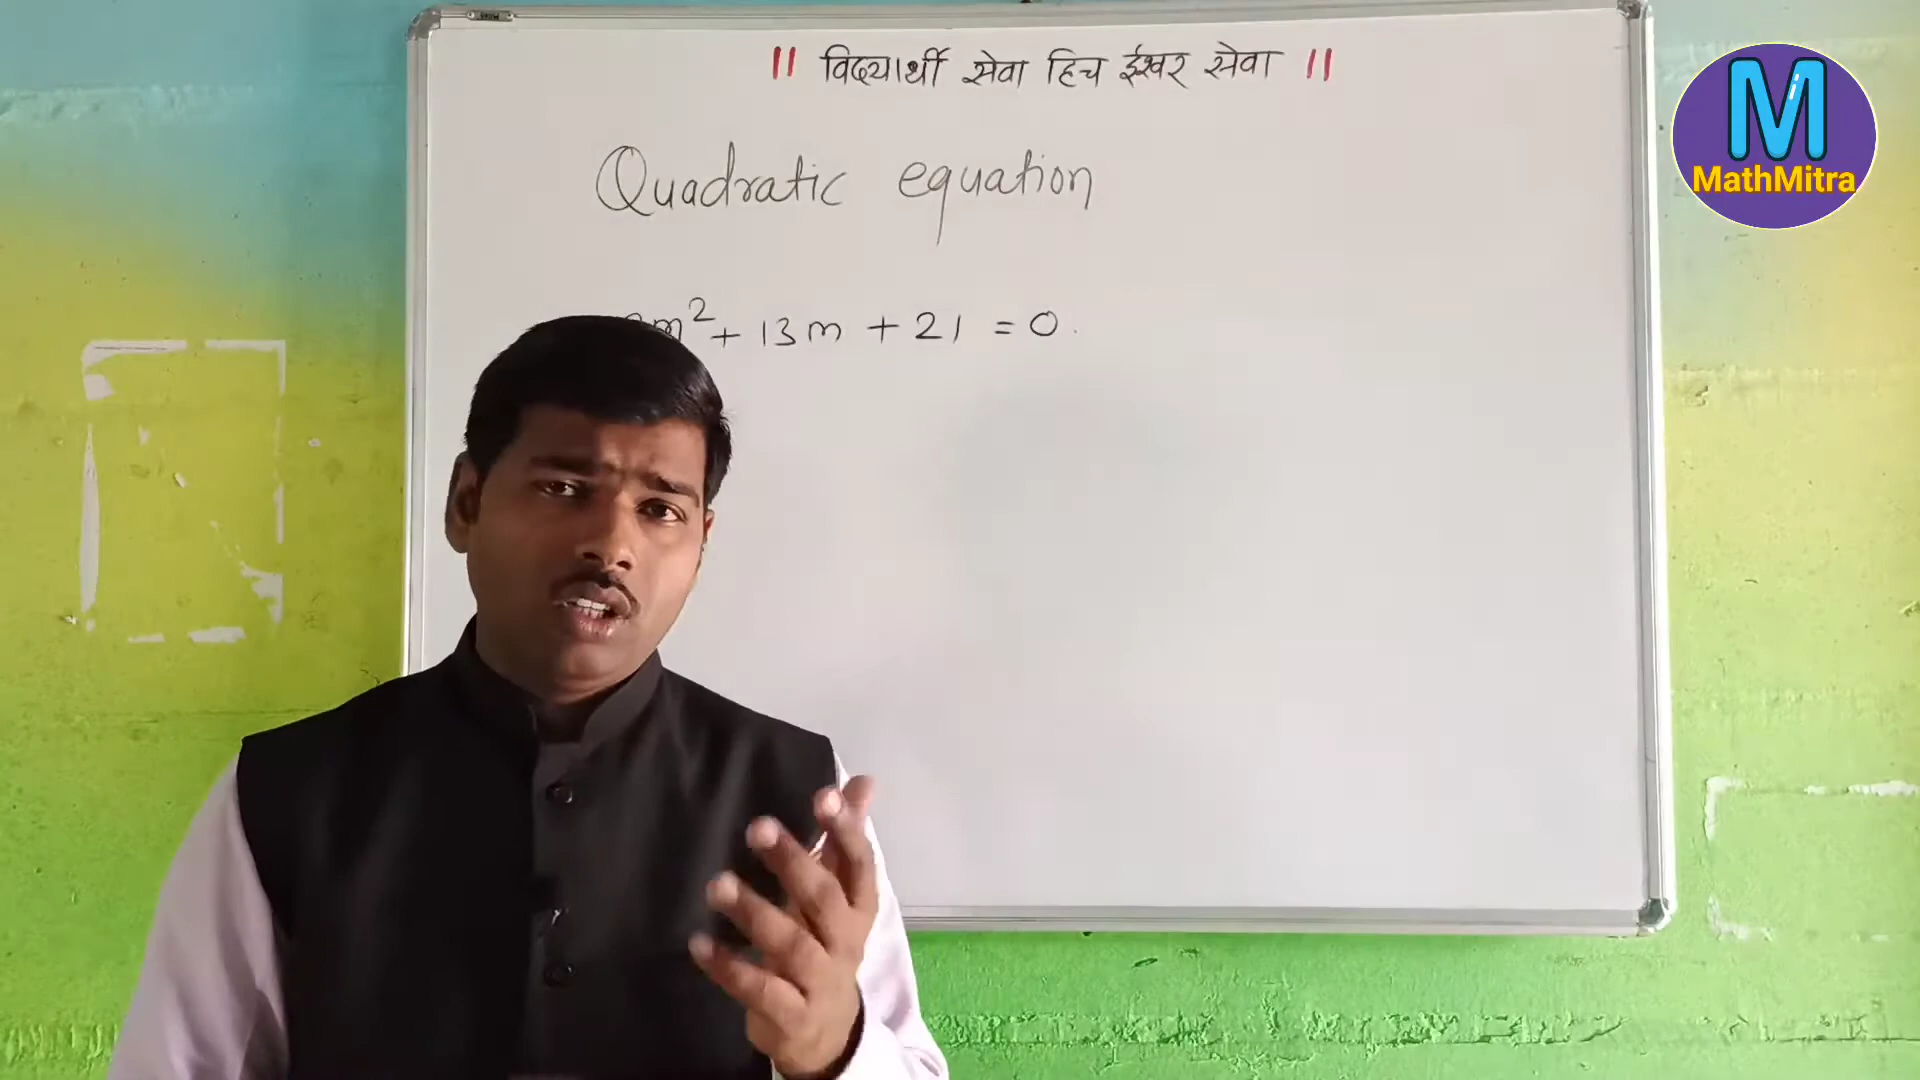 || विद्यार्थी सेवा हिच ईश्वर सेवा ||
M
MathMitra
Quadratic equation
m² + 13m + 21 = 0.